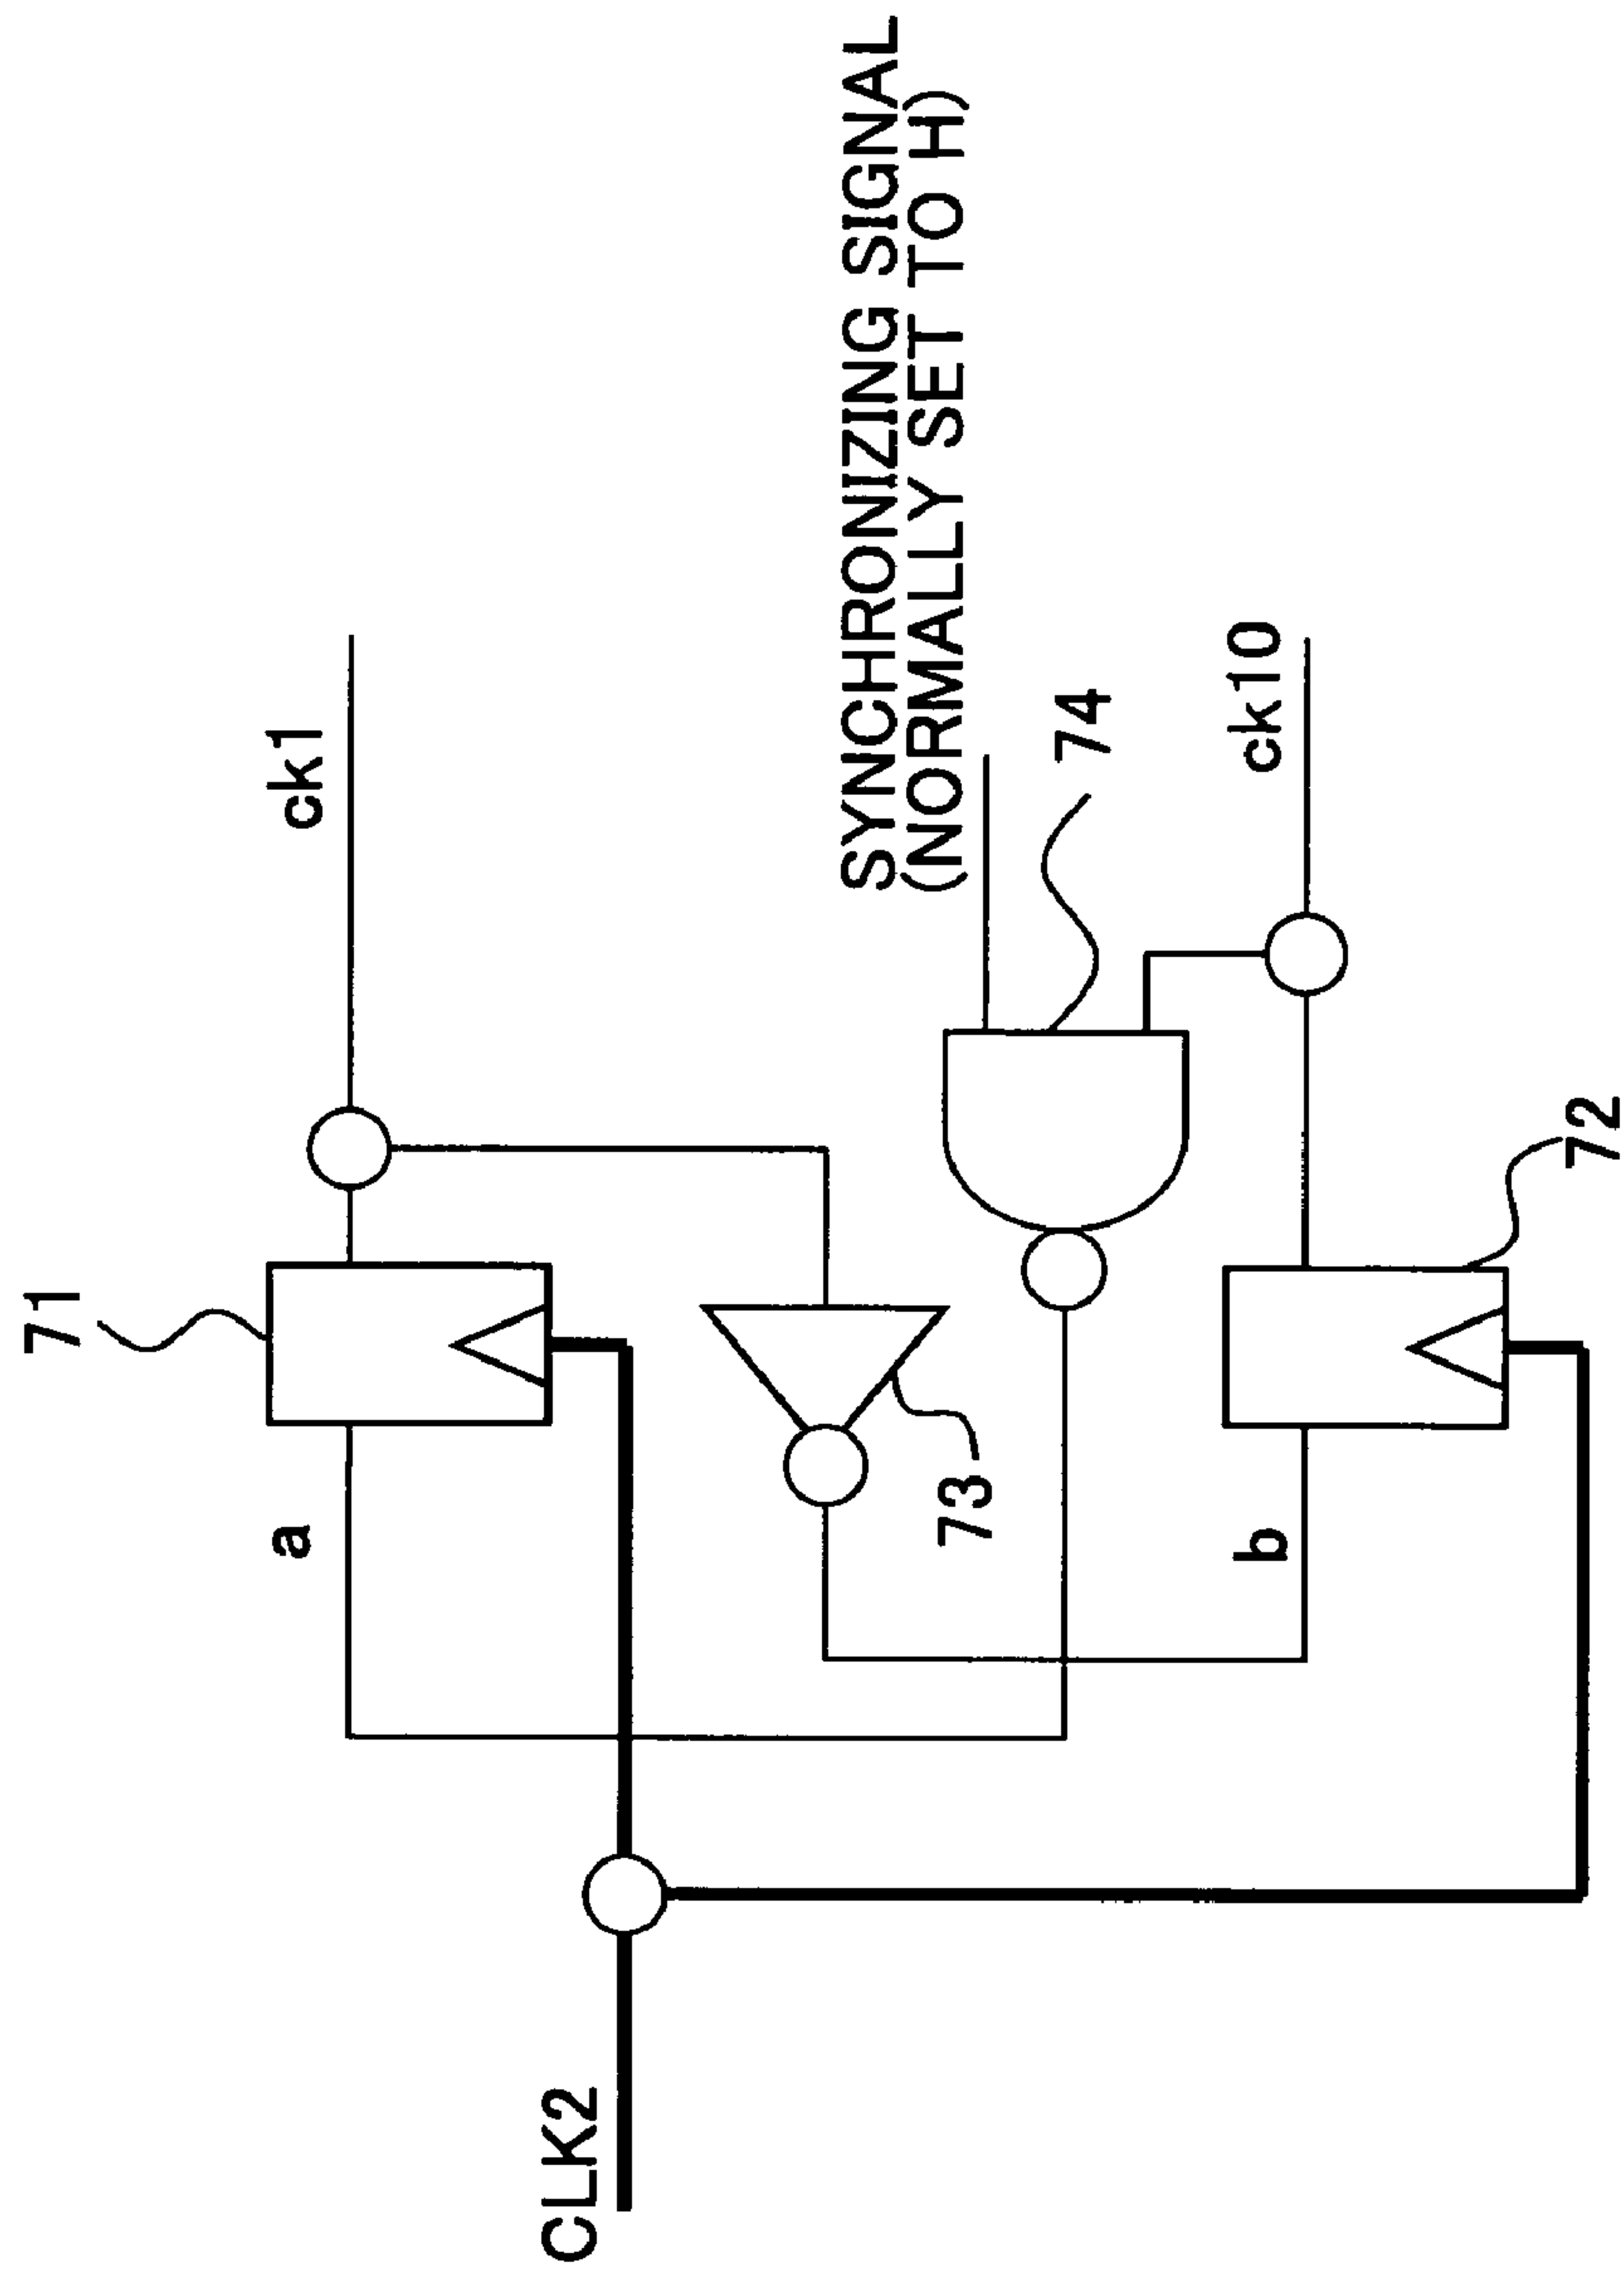 71
ck1
a
CLK2
SYNCHRONIZING SIGNAL
(NORMALLY SET TO H)
73
74
ck10
b
72